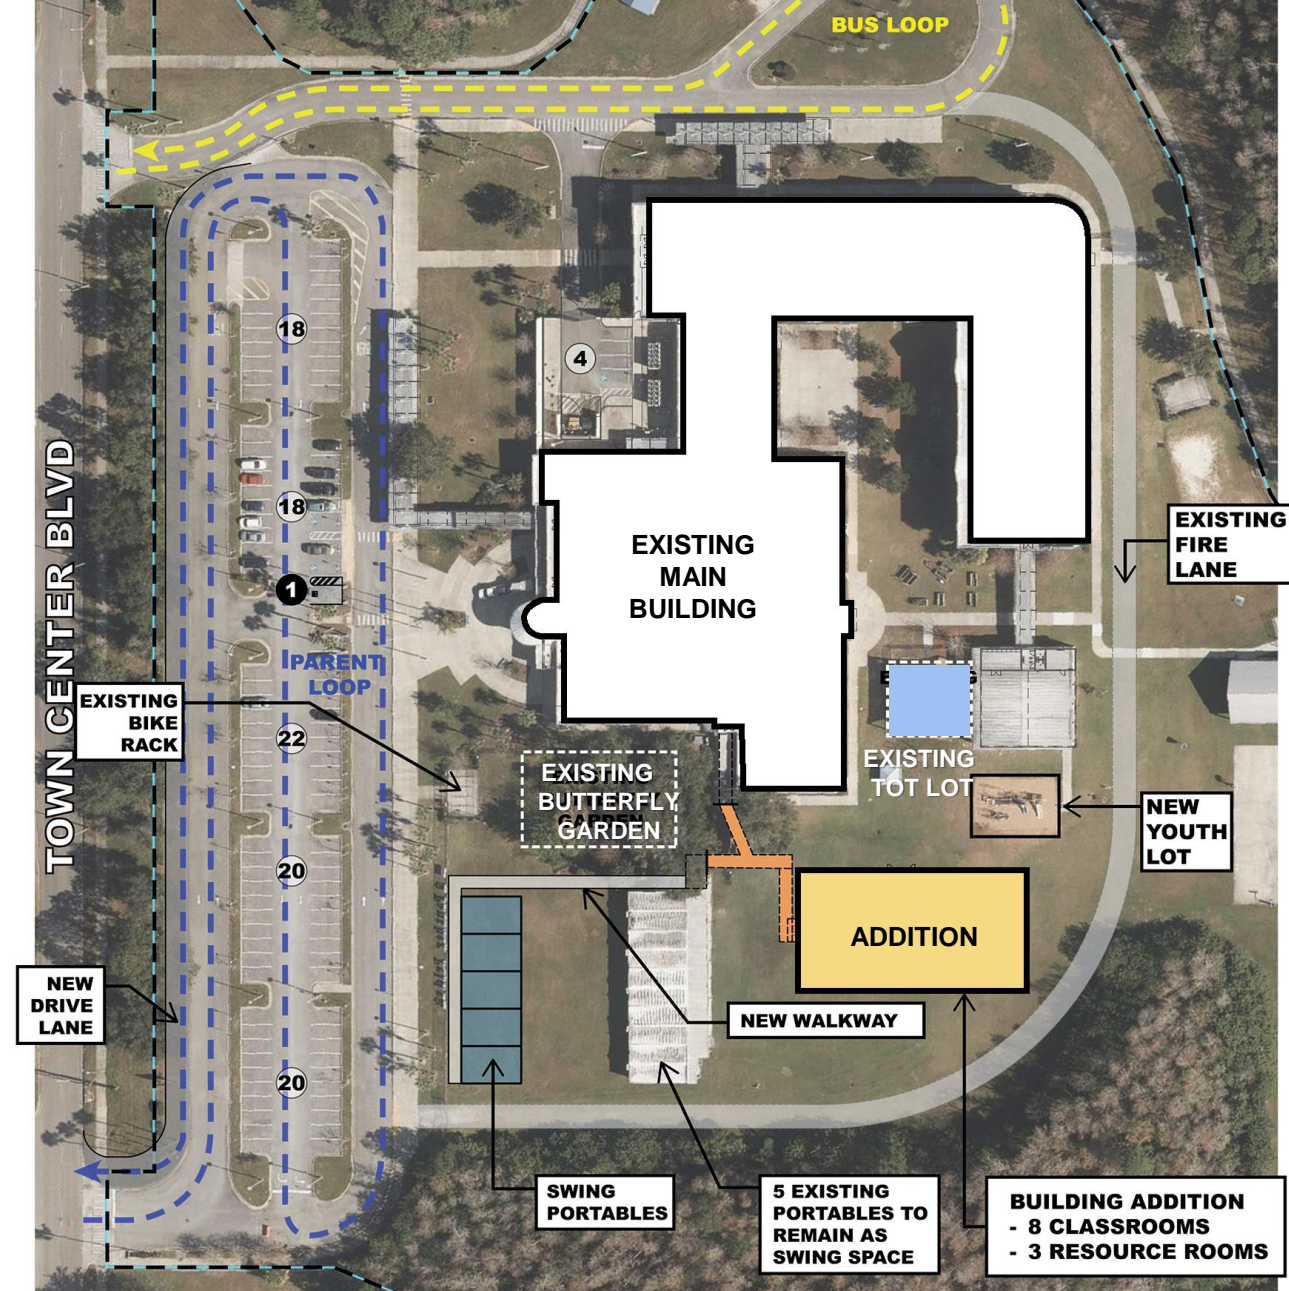 BUS LOOP
18
4
TOWN CENTER BLVD
18
EXISTING
FIRE
LANE
EXISTING
MAIN
BUILDING
1
PARENT
LOOP
EXISTING
BIKE
RACK
22
EXISTING
TOT LOT
EXISTING
BUTTERFLY
GARDEN
NEW
YOUTH
LOT
20
ADDITION
NEW
DRIVE
LANE
NEW WALKWAY
20
SWING
PORTABLES
5 EXISTING
PORTABLES TO
REMAIN AS
SWING SPACE
BUILDING ADDITION
- 8 CLASSROOMS
- 3 RESOURCE ROOMS